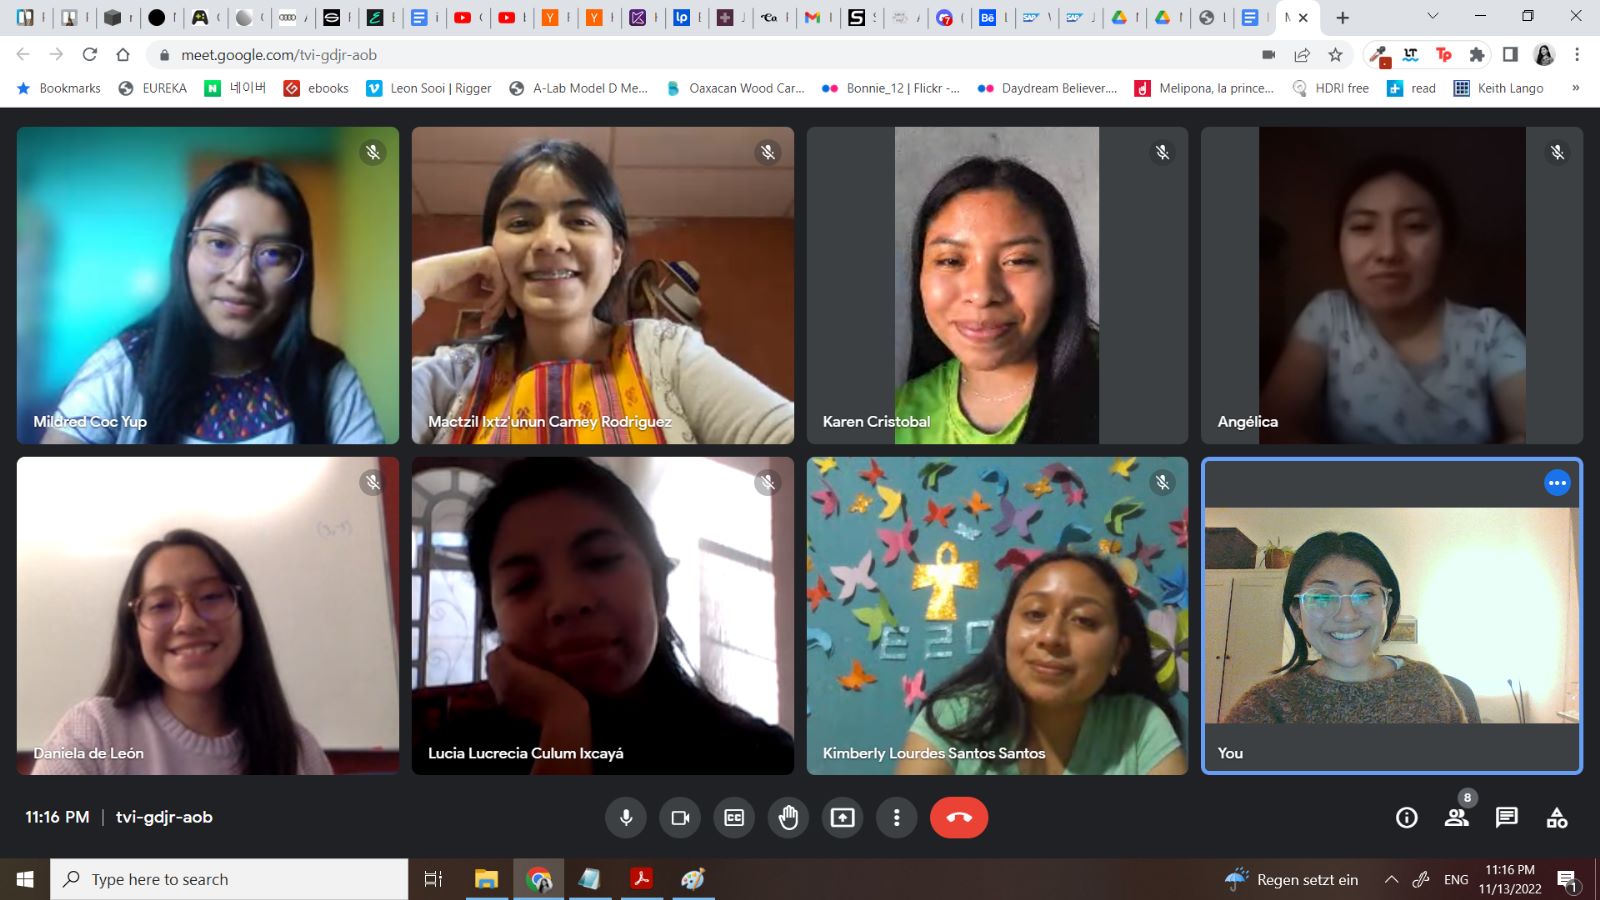 meet.google.com/tvi-gdjr-aob
Bookmarks
EUREKA
네이버
ebooks
Leon Sooi | Rigger
A-Lab Model D Me...
Oaxacan Wood Car...
Bonnie_12 | Flickr -...
Daydream Believer....
Melipona, la prince...
HDRI free
read
Keith Lango
Mildred Coc Yup
Mactzil Ixtz'unun Camey Rodriguez
Karen Cristobal
Angélica
Daniela de León
Lucia Lucrecia Culum Ixcayá
Kimberly Lourdes Santos Santos
You
11:16 PM | tvi-gdjr-aob
8
Type here to search
Regen setzt ein
ENG
11:16 PM
11/13/2022
1